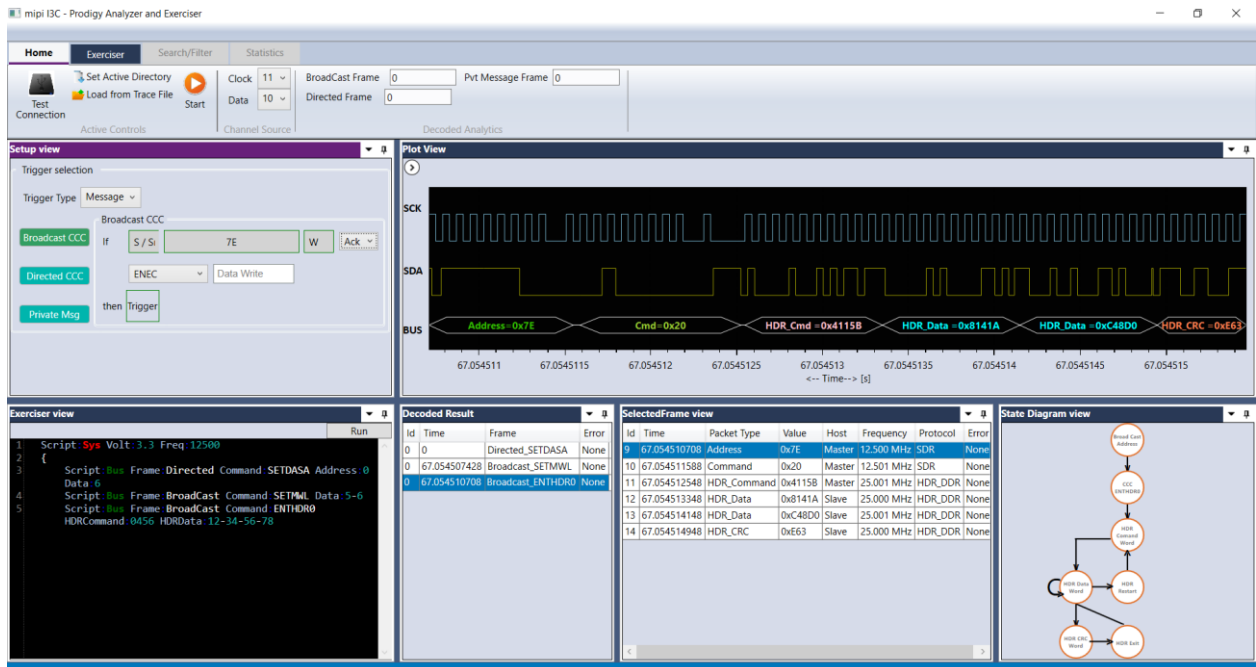 mipi I3C - Prodigy Analyzer and Exerciser
Home Exerciser Search/Filter Statistics
Test Connection
Set Active Directory
Load from Trace File
Start
Active Controls
Clock 11
Data 10
Channel Source
BroadCast Frame 0 Pvt Message Frame 0
Directed Frame 0
Decoded Analytics
Setup view
Trigger selection
Trigger Type Message
Broadcast CCC
Broadcast CCC If S / Sr 7E W Ack
Directed CCC ENEC Data Write
Private Msg then Trigger
Plot View
SCK
SDA
BUS Address=0x7E Cmd=0x20 HDR_Cmd =0x4115B HDR_Data =0x8141A HDR_Data =0xC48D0 HDR_CRC =0xE63
67.054511 67.0545115 67.054512 67.0545125 67.054513 67.0545135 67.054514 67.0545145 67.054515
<-- Time--> [s]
Exerciser view
Run
1 Script Sys Volt 3.3 Freq 12500
2 {
3 Script Bus Frame Directed Command SETDASA Address 0
Data 6
4 Script Bus Frame BroadCast Command SETMWL Data 5-6
5 Script Bus Frame BroadCast Command ENTHDR0
HDRCommand 0456 HDRData 12-34-56-78
Decoded Result
Id Time Frame Error
0 0 Directed_SETDASA None
0 67.054507428 Broadcast_SETMWL None
0 67.054510708 Broadcast_ENTHDR0 None
SelectedFrame view
Id Time Packet Type Value Host Frequency Protocol Error
9 67.054510708 Address 0x7E Master 12.500 MHz SDR None
10 67.054511588 Command 0x20 Master 12.501 MHz SDR None
11 67.054512548 HDR_Command 0x4115B Master 25.001 MHz HDR_DDR None
12 67.054513348 HDR_Data 0x8141A Slave 25.000 MHz HDR_DDR None
13 67.054514148 HDR_Data 0xC48D0 Slave 25.001 MHz HDR_DDR None
14 67.054514948 HDR_CRC 0xE63 Slave 25.000 MHz HDR_DDR None
State Diagram view
Broad Cast
Address
CCC
ENTHDR0
HDR
Comand
Word
HDR Data
Word
HDR
Restart
HDR CRC
Word
HDR Exit